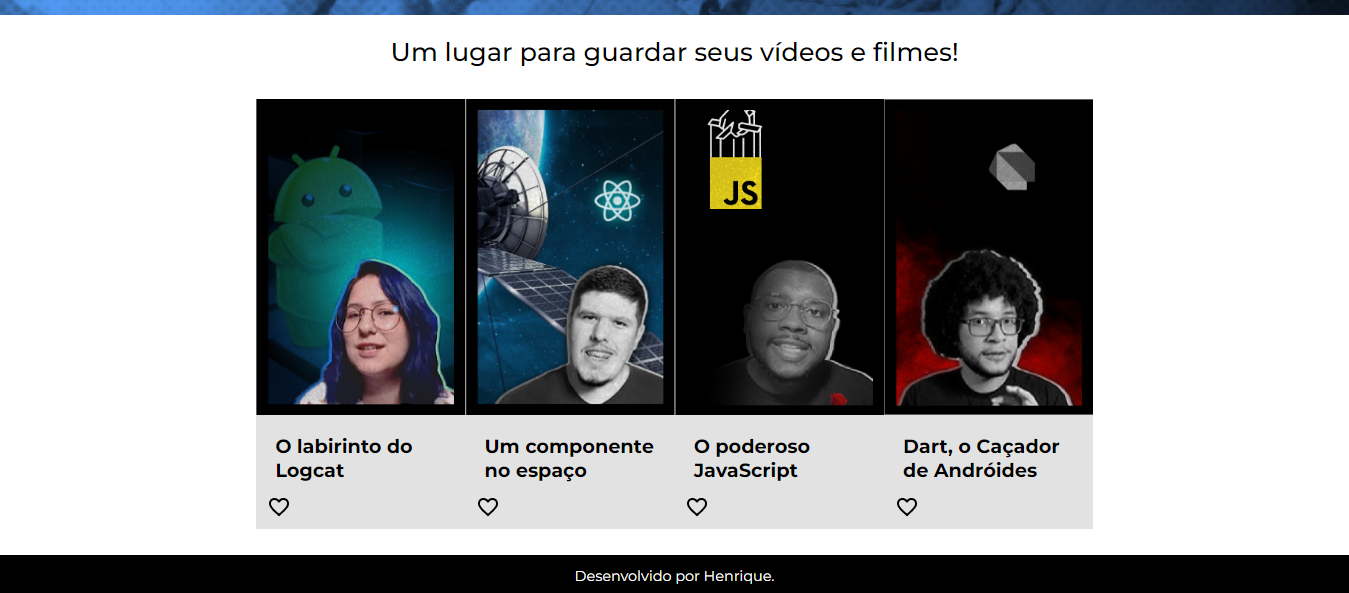 Um lugar para guardar seus vídeos e filmes!
JS
O labirinto do
Logcat
Um componente
no espaço
O poderoso
JavaScript
Dart, o Caçador
de Andróides
Desenvolvido por Henrique.